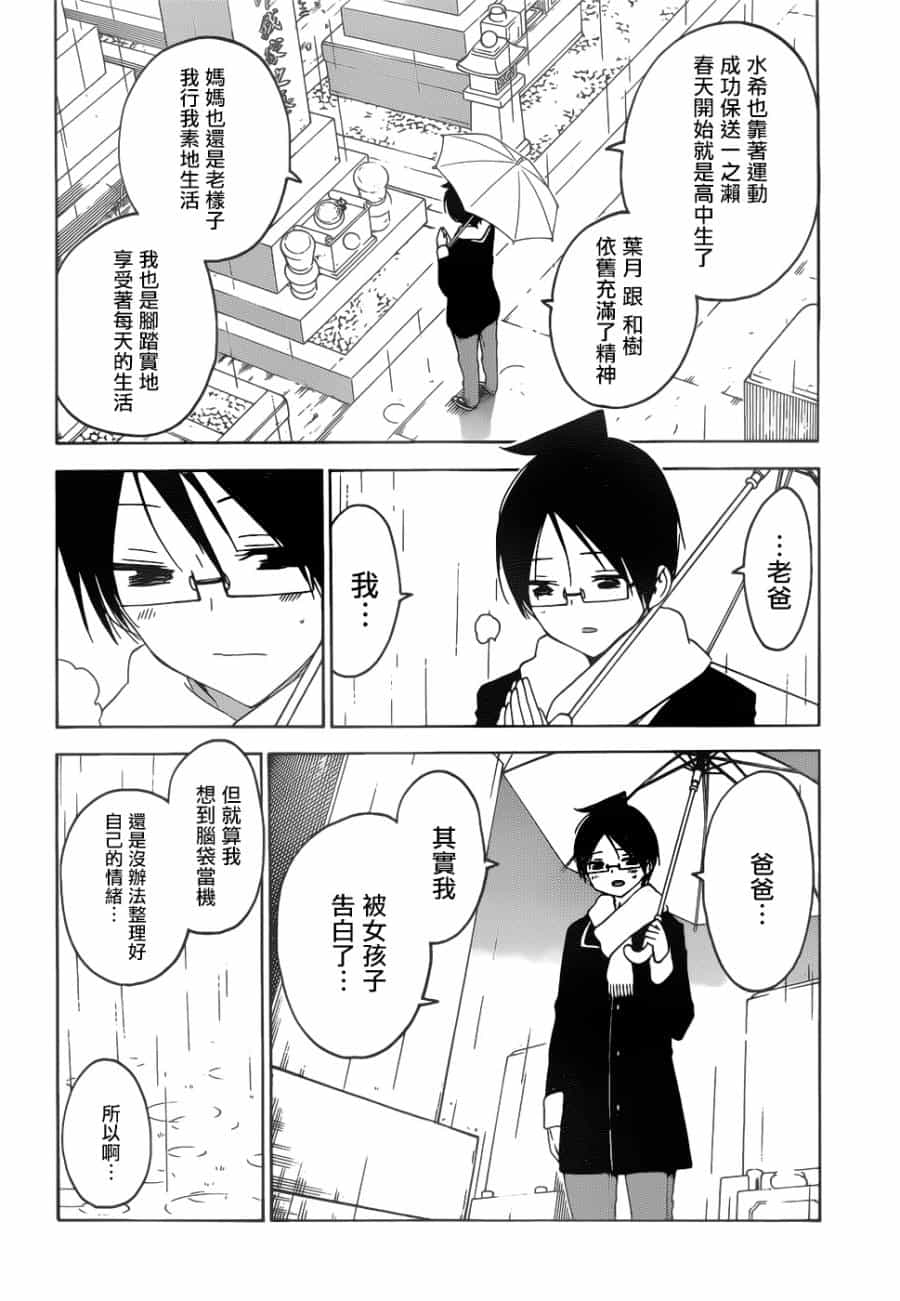 水希也靠著運動
成功保送一之瀨
春天開始就是高中生了
葉月 跟 和樹
依舊充滿了精神
媽媽也還是老樣子
我行我素地生活
我也是腳踏實地
享受著每天的生活
…老爸
我…
爸爸…
其實我
被女孩子
告白了…
但就算我
想到腦袋當機
還是沒辦法整理好
自己的情緒…
所以啊…